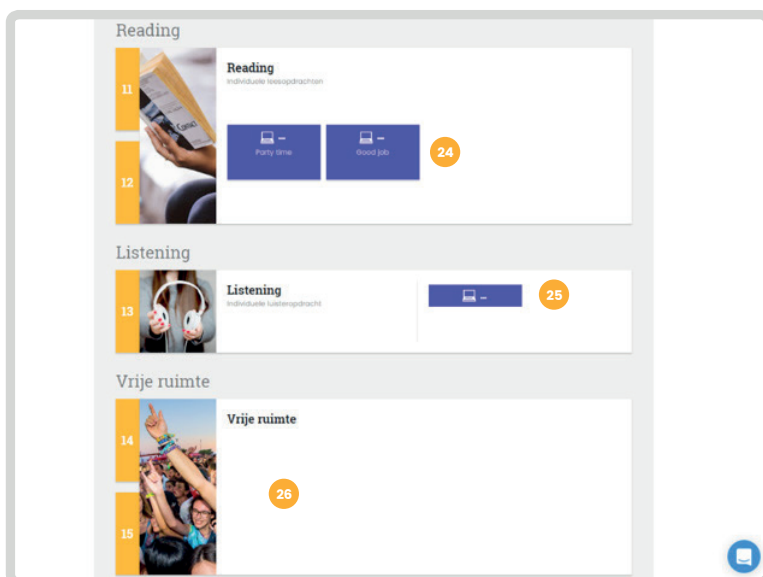 Reading
11
12
Reading
Individuele leesopdrachten
Party time
Good job
24
Listening
13
Listening
Individuele luisteropdracht
25
Vrije ruimte
14
15
Vrije ruimte
26